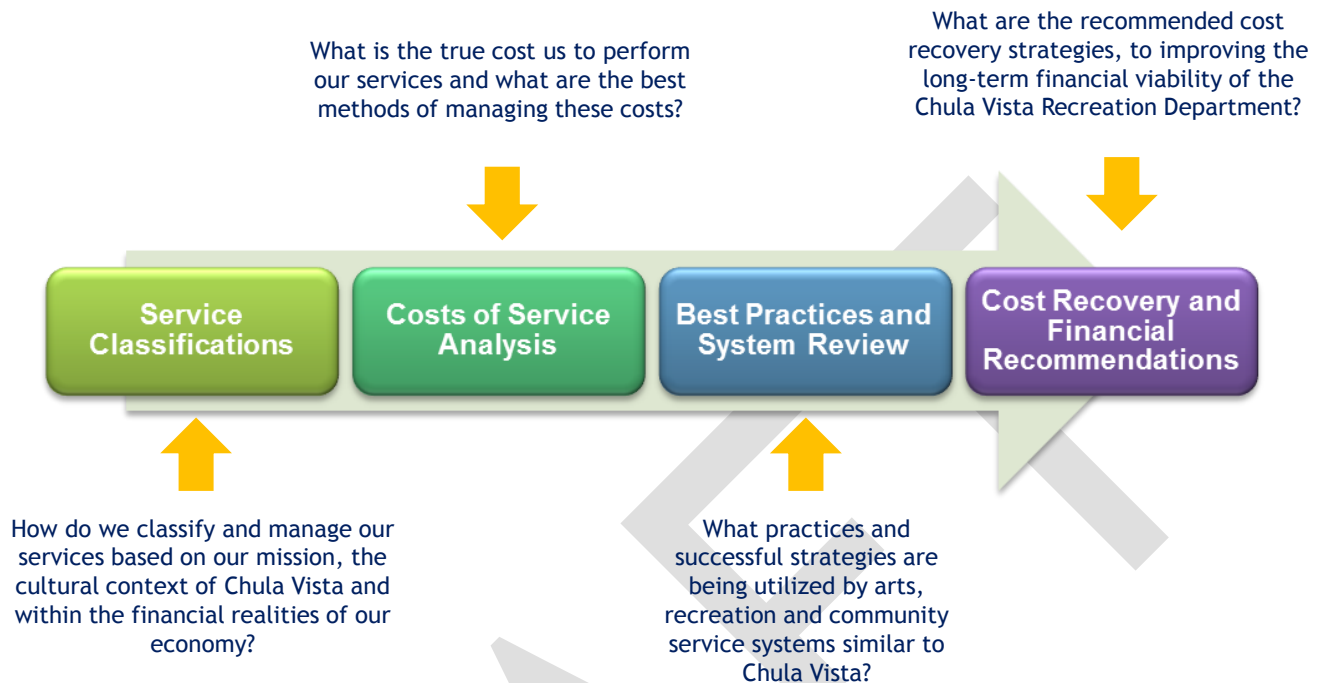 What is the true cost us to perform
our services and what are the best
methods of managing these costs?
What are the recommended cost
recovery strategies, to improving the
long-term financial viability of the
Chula Vista Recreation Department?
Service
Classifications
Costs of Service
Analysis
Best Practices and
System Review
Cost Recovery and
Financial
Recommendations
How do we classify and manage our
services based on our mission, the
cultural context of Chula Vista and
within the financial realities of our
economy?
What practices and
successful strategies are
being utilized by arts,
recreation and community
service systems similar to
Chula Vista?